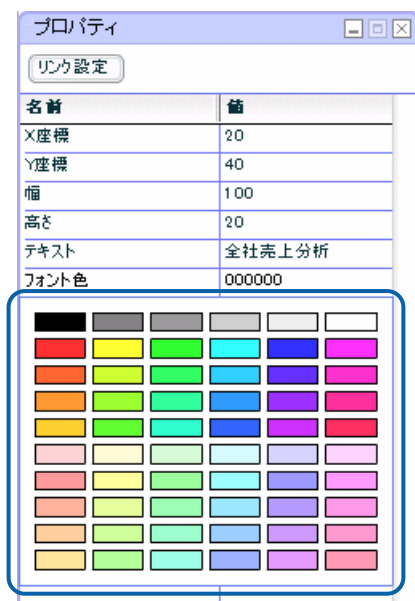 プロパティ
リンク設定
名前 値
X座標 20
Y座標 40
幅 100
高さ 20
テキスト 全社売上分析
フォント色 000000